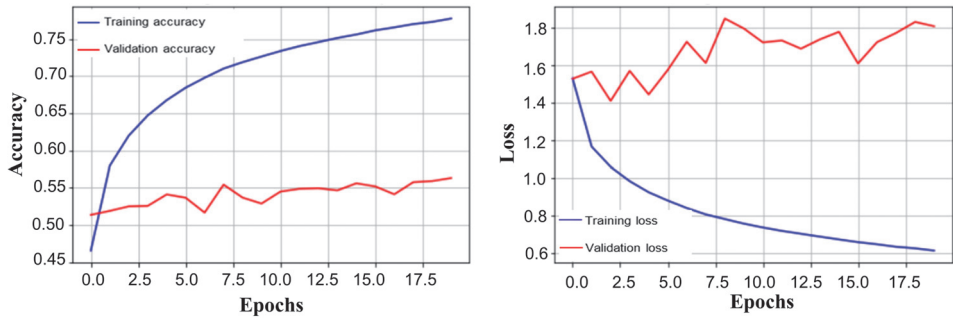 Training accuracy
Validation accuracy
0.75
0.70
0.65
0.60
0.55
0.50
0.45
Accuracy
0.0 2.5 5.0 7.5 10.0 12.5 15.0 17.5
Epochs
1.8
1.6
1.4
1.2
1.0
0.8
0.6
Loss
Training loss
Validation loss
0.0 2.5 5.0 7.5 10.0 12.5 15.0 17.5
Epochs